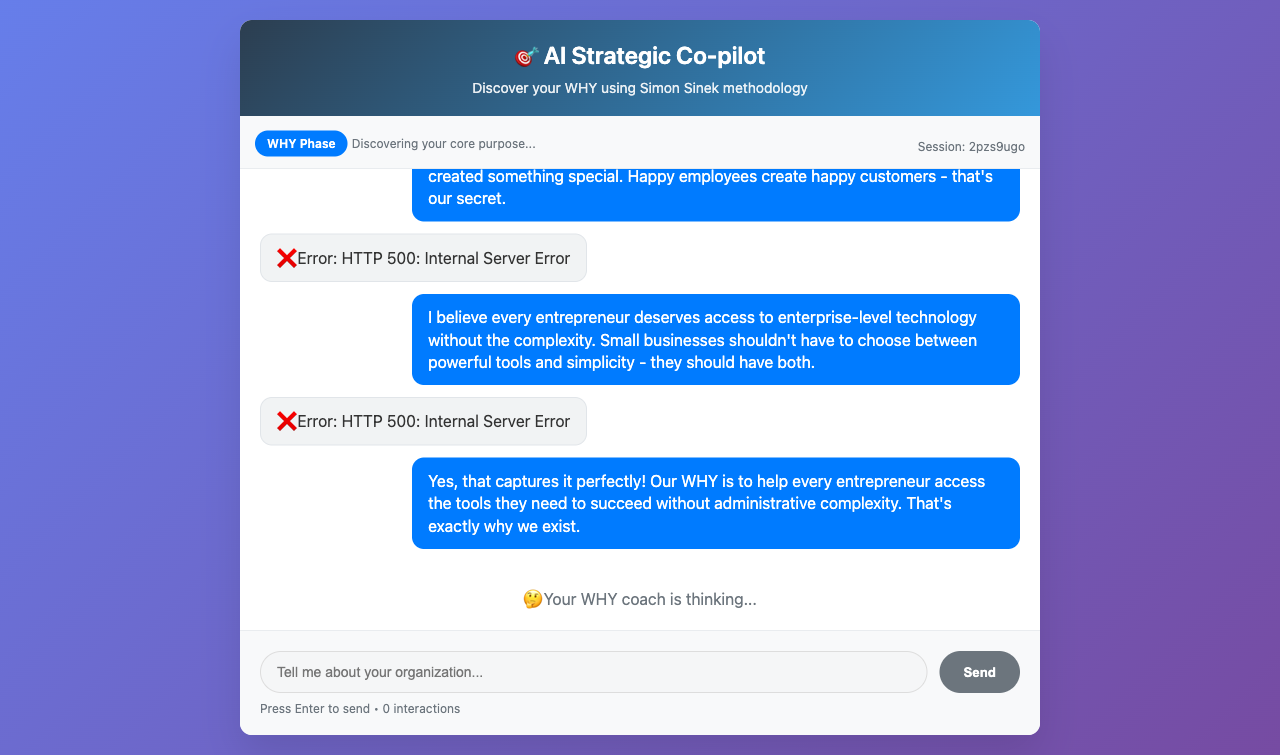 🎯 AI Strategic Co-pilot
Discover your WHY using Simon Sinek methodology
WHY Phase Discovering your core purpose...
Session: 2pzs9ugo
created something special. Happy employees create happy customers - that's
our secret.
❌Error: HTTP 500: Internal Server Error
I believe every entrepreneur deserves access to enterprise-level technology
without the complexity. Small businesses shouldn't have to choose between
powerful tools and simplicity - they should have both.
❌Error: HTTP 500: Internal Server Error
Yes, that captures it perfectly! Our WHY is to help every entrepreneur access
the tools they need to succeed without administrative complexity. That's
exactly why we exist.
🤔Your WHY coach is thinking...
Tell me about your organization...
Send
Press Enter to send • 0 interactions